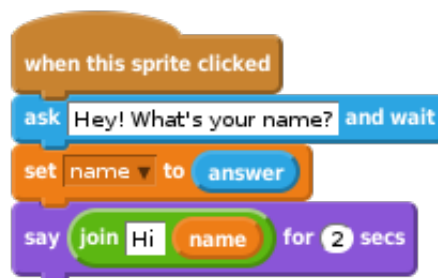 when this sprite clicked
ask Hey! What's your name? and wait
set name to answer
say join Hi name for 2 secs